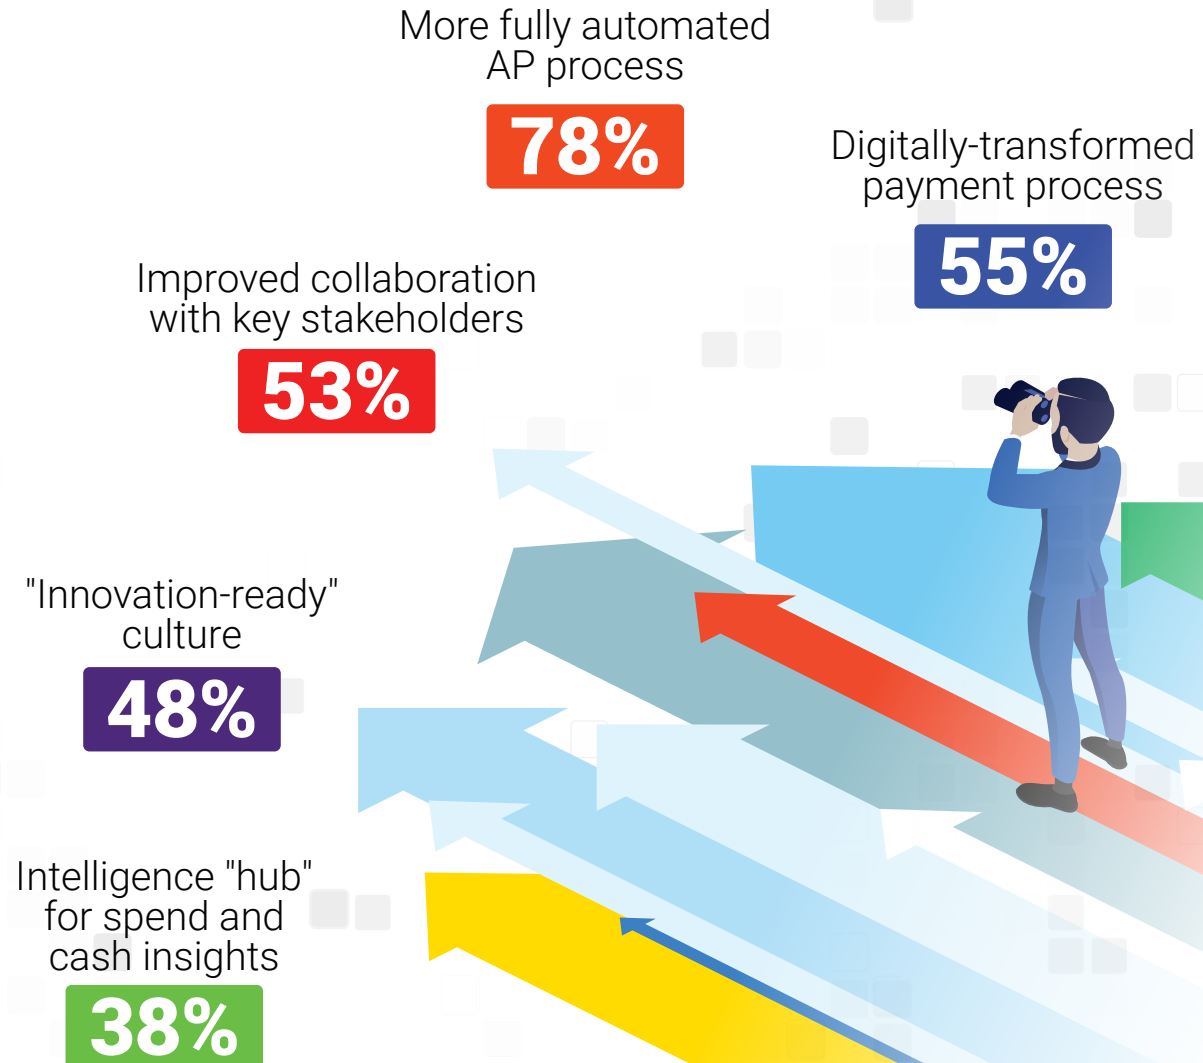 More fully automated
AP process
78%
Digitally-transformed
payment process
55%
Improved collaboration
with key stakeholders
53%
"Innovation-ready"
culture
48%
Intelligence "hub"
for spend and
cash insights
38%